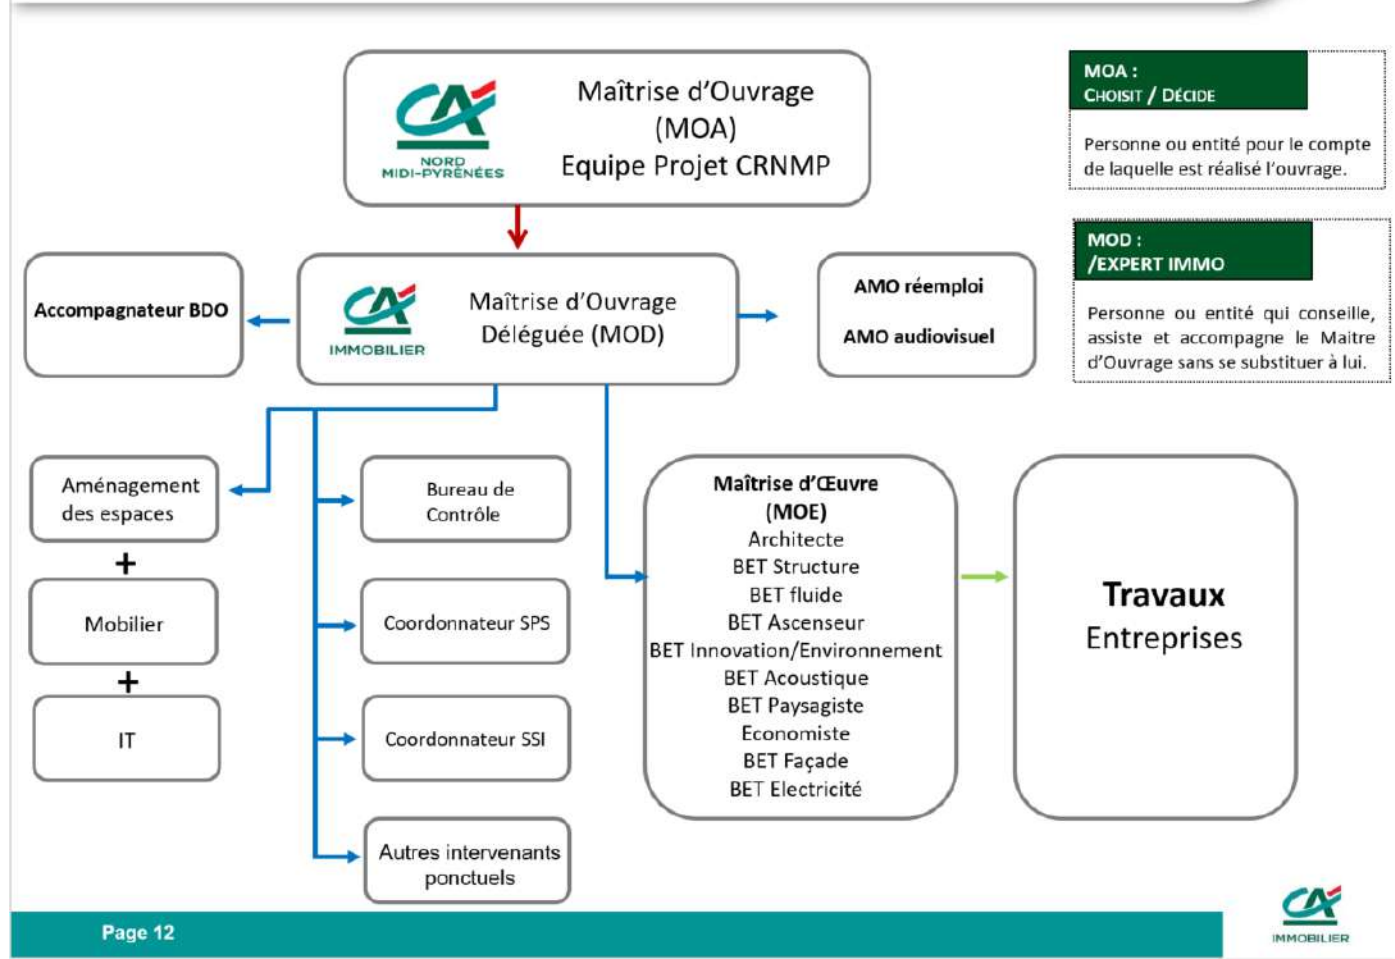 NORD
MIDI-PYRÉNÉES
Maîtrise d'Ouvrage
(MOA)
Equipe Projet CRNMP
MOA :
CHOISIT / DÉCIDE
Personne ou entité pour le compte
de laquelle est réalisé l'ouvrage.
Accompagnateur BDO
IMMOBILIER
Maîtrise d'Ouvrage
Déléguée (MOD)
AMO réemploi
AMO audiovisuel
MOD :
/EXPERT IMMO
Personne ou entité qui conseille,
assiste et accompagne le Maitre
d'Ouvrage sans se substituer à lui.
Aménagement
des espaces
+
Mobilier
+
IT
Bureau de
Contrôle
Coordonnateur SPS
Coordonnateur SSI
Autres intervenants
ponctuels
Maîtrise d'Œuvre
(MOE)
Architecte
BET Structure
BET fluide
BET Ascenseur
BET Innovation/Environnement
BET Acoustique
BET Paysagiste
Economiste
BET Façade
BET Electricité
Travaux
Entreprises
Page 12
IMMOBILIER